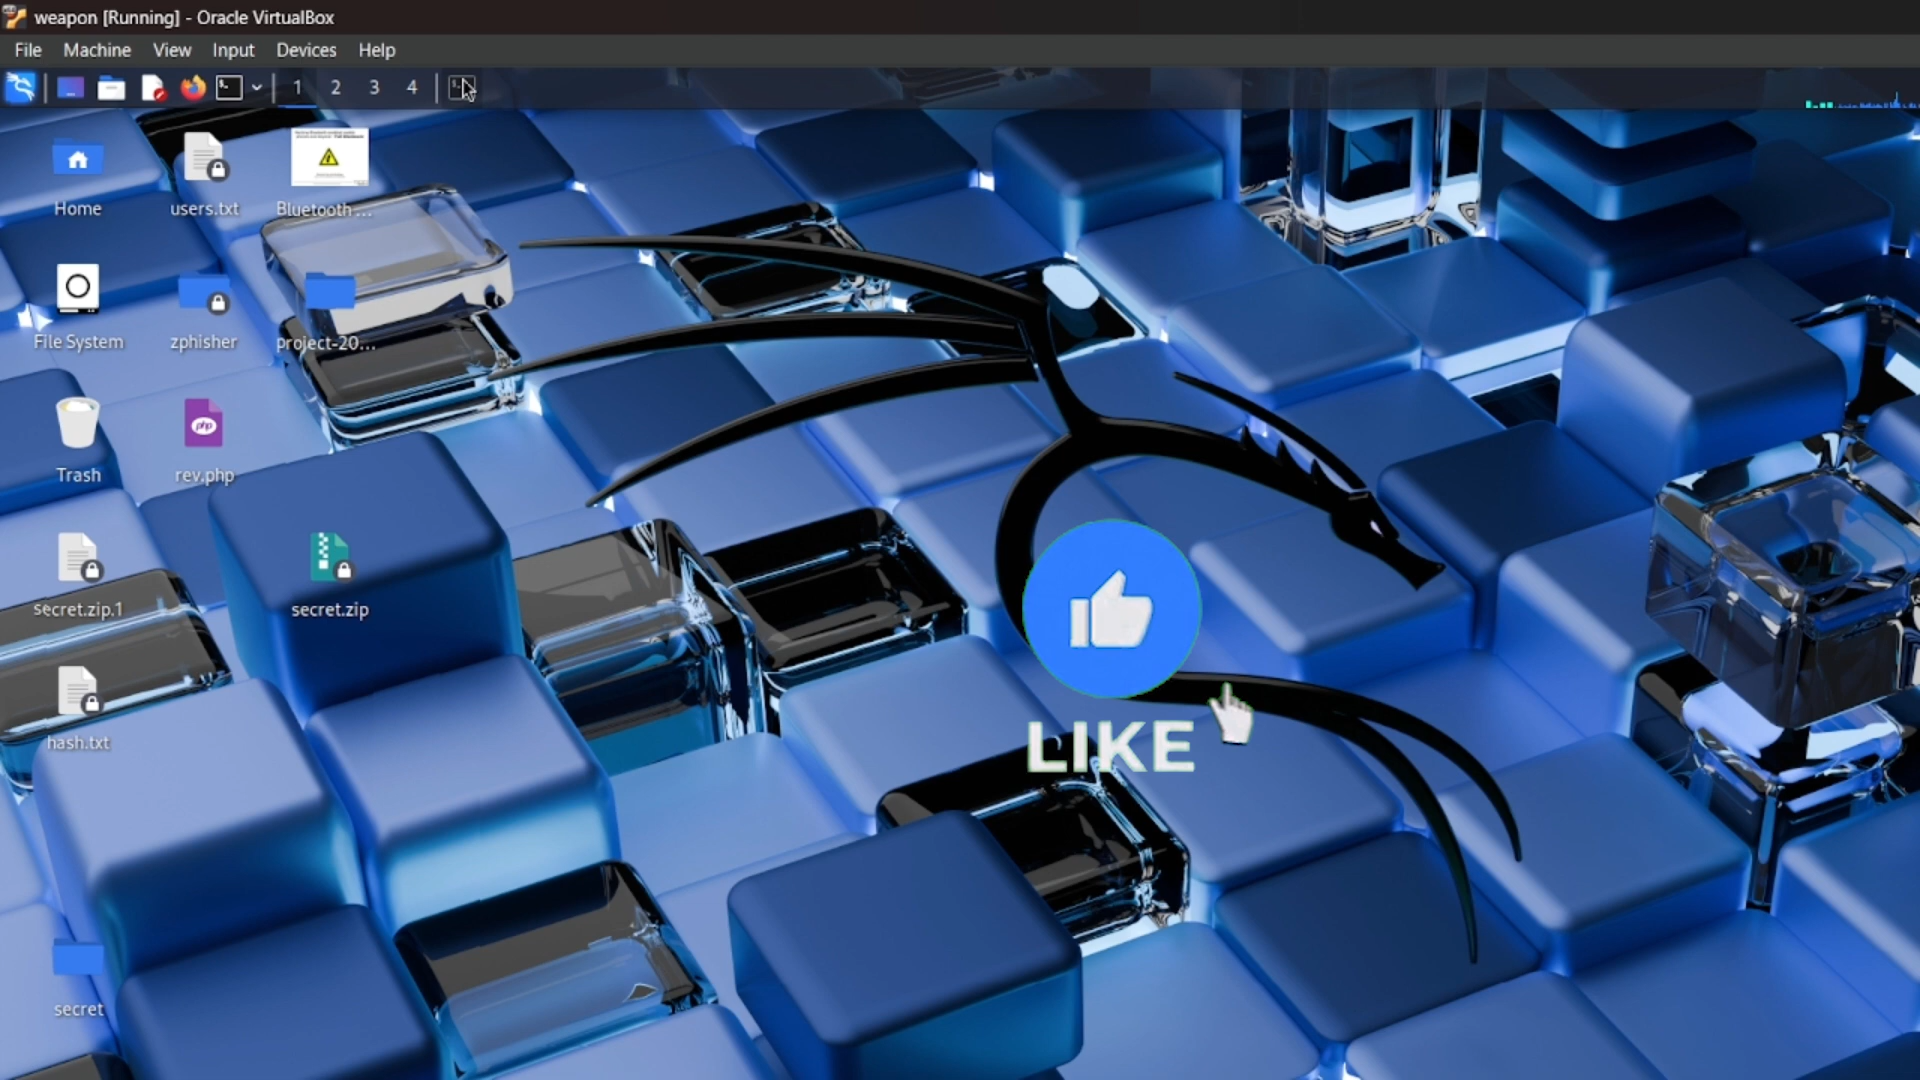 weapon [Running] - Oracle VirtualBox
File Machine View Input Devices Help
1 2 3 4
Home
users.txt
Bluetooth ...
File System
zphisher
project-20...
Trash
rev.php
php
secret.zip.1
secret.zip
hash.txt
secret
LIKE